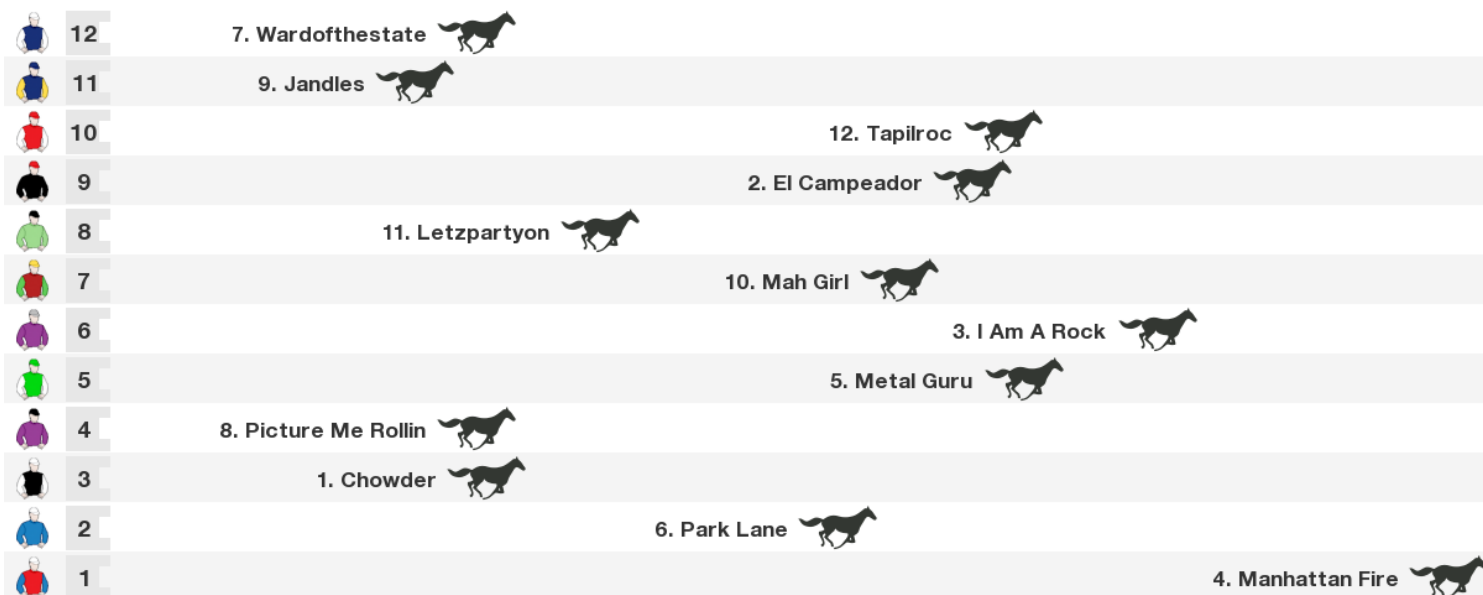 12 7. Wardofthestate
11 9. Jandles
10 12. Tapilroc
9 2. El Campeador
8 11. Letzpartyon
7 10. Mah Girl
6 3. I Am A Rock
5 5. Metal Guru
4 8. Picture Me Rollin
3 1. Chowder
2 6. Park Lane
1 4. Manhattan Fire